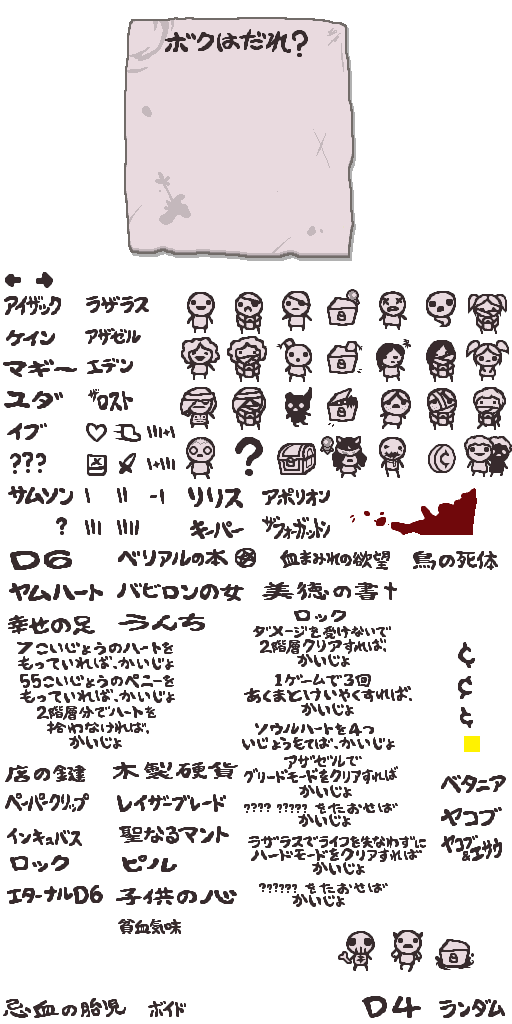 ボクはだれ?
アイザック ラザラス
ケイン アザゼル
マギー エデン
ユダ ザ・ロスト
イブ
???
サムソン リリス アポリオン
? キーパー ザ・フォーガットン
D6 ベリアルの本 血まみれの欲望 鳥の死体
ヤムハート バビロンの女 美徳の書
幸せの足 うんち
7こいじょうのハートを
もっていれば、かいじょ
55こいじょうのペニーを
もっていれば、かいじょ
2階層分でハートを
拾わなければ、
かいじょ
ロック
ダメージを受けないで
2階層クリアすれば、
かいじょ
1ゲームで3回
あくまとけいやくすれば、
かいじょ
ソウルハートを4つ
いじょうもてば、かいじょ
アザゼルで
グリードモードをクリアすれば
かいじょ
???? ????? をたおせば
かいじょ
ラザラスでライフを失なわずに
ハードモードをクリアすれば
かいじょ
?????? をたおせば
かいじょ
¢
¢
¢
店の鍵 木製硬貨
ペーパークリップ レイザーブレード
インキュバス 聖なるマント
ロック ピル
エターナルD6 子供の心
貧血気味
ベタニア
ヤコブ
ヤコブ
&エサウ
忌血の胎児 ボイド D4 ランダム